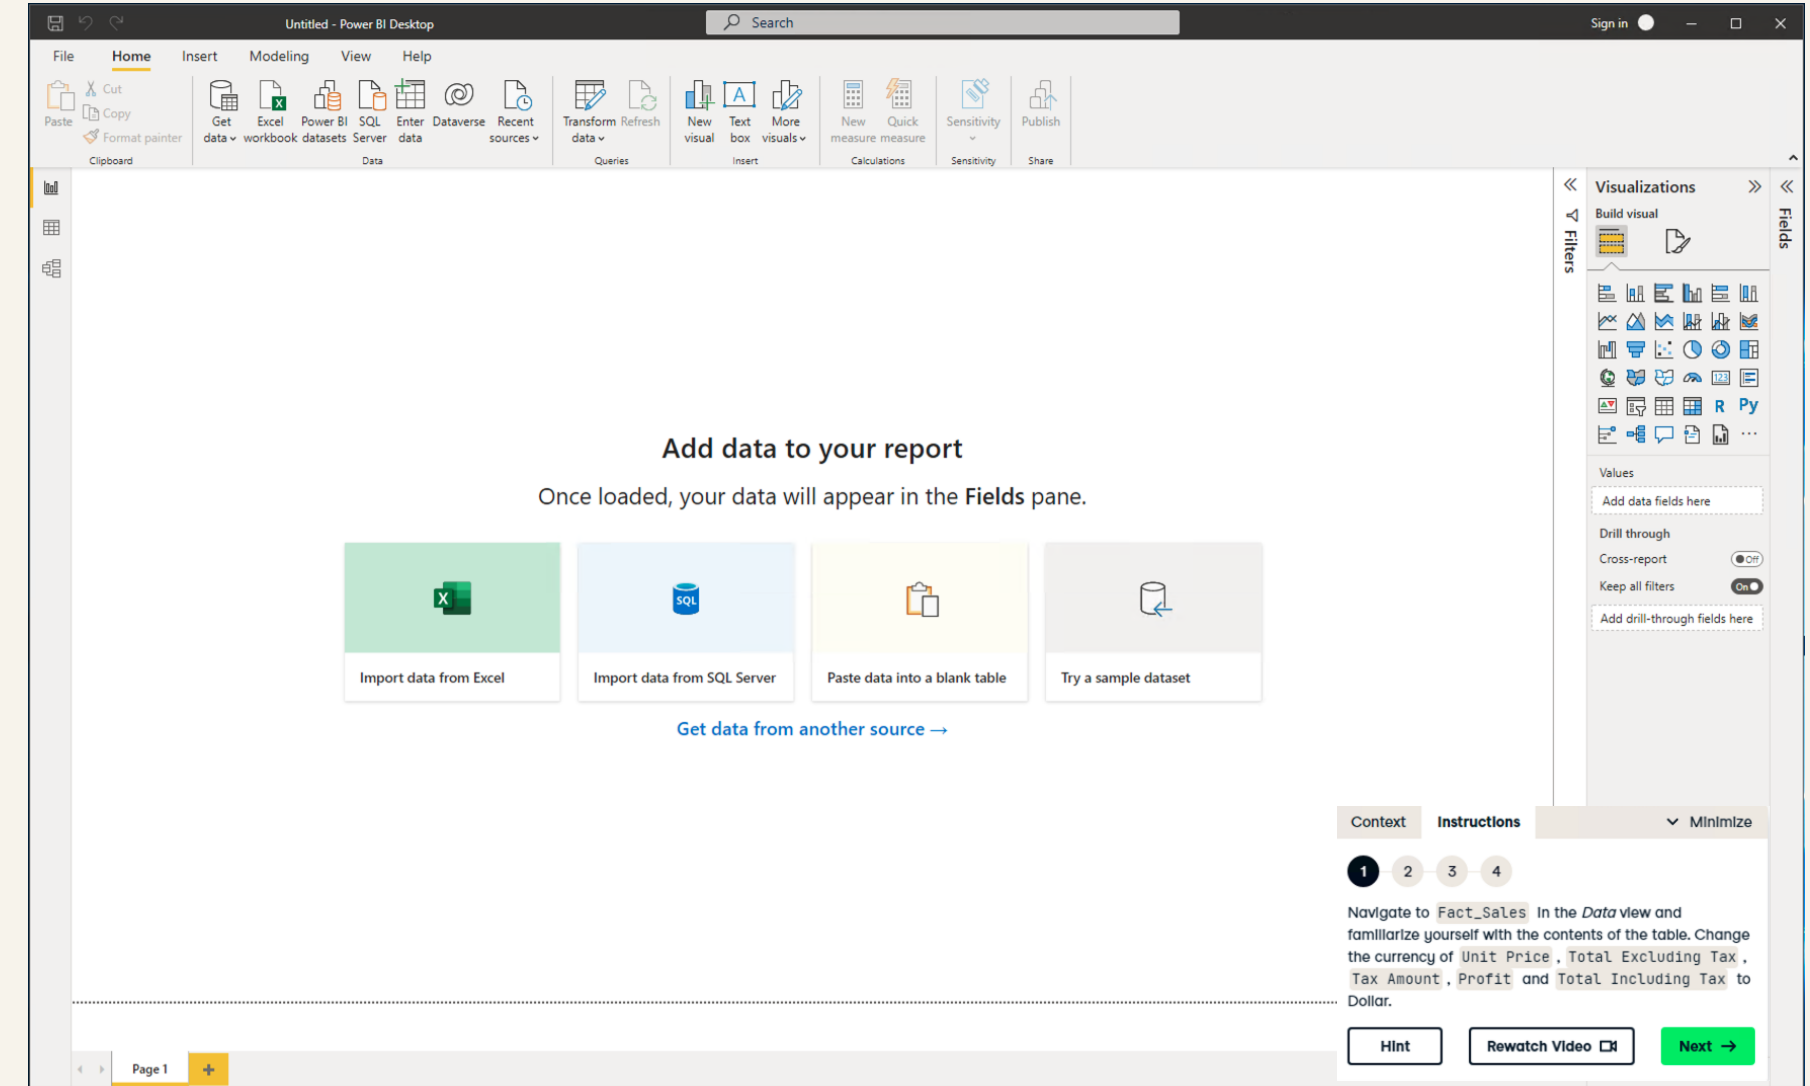 Untitled - Power BI Desktop
Search
Sign in
File Home Insert Modeling View Help
Paste
Cut
Copy
Format painter
Clipboard
Get data
Excel workbook
Power BI datasets
SQL Server
Enter data
Dataverse
Recent sources
Data
Transform data
Refresh
Queries
New visual
Text box
More visuals
Insert
New measure
Quick measure
Calculations
Sensitivity
Sensitivity
Publish
Share
Filters
Visualizations
Build visual
Fields
123
R Py
Values
Add data fields here
Drill through
Cross-report Off
Keep all filters On
Add drill-through fields here
Add data to your report
Once loaded, your data will appear in the Fields pane.
X
SQL
Import data from Excel
Import data from SQL Server
Paste data into a blank table
Try a sample dataset
Get data from another source →
Context Instructions Minimize
1 2 3 4
Navigate to Fact_Sales in the Data view and
familiarize yourself with the contents of the table. Change
the currency of Unit Price , Total Excluding Tax ,
Tax Amount , Profit and Total Including Tax to
Dollar.
Hint Rewatch Video Next →
Page 1 +